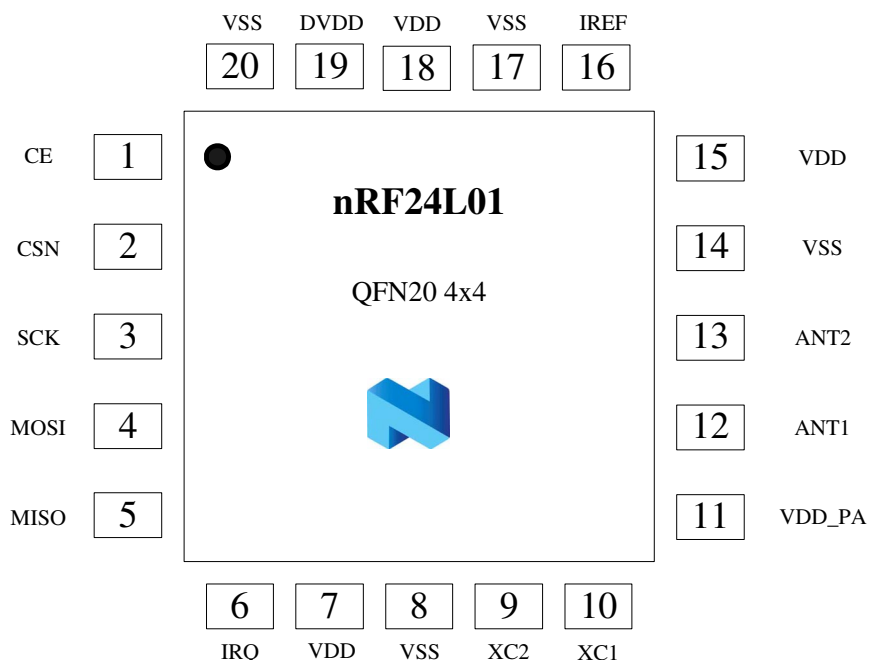 VSS DVDD VDD VSS IREF
20 19 18 17 16
CE 1 15 VDD
nRF24L01
CSN 2 14 VSS
QFN20 4x4
SCK 3 13 ANT2
MOSI 4 12 ANT1
MISO 5 11 VDD_PA
6 7 8 9 10
IRQ VDD VSS XC2 XC1